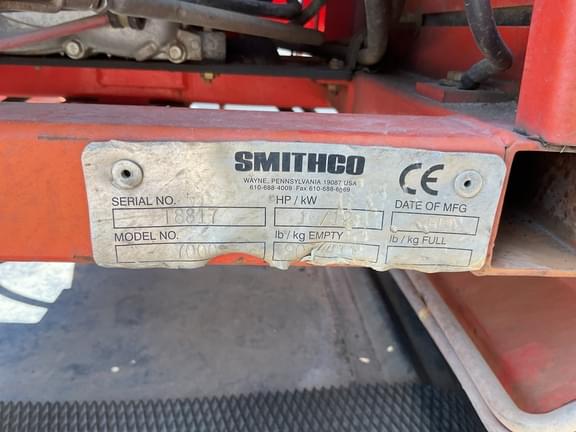 SMITHCO
WAYNE, PENNSYLVANIA 19087 USA
610-688-4009 Fax 610-688-6069
CE
SERIAL NO. HP / kW DATE OF MFG
18817
MODEL NO. lb / kg EMPTY lb / kg FULL